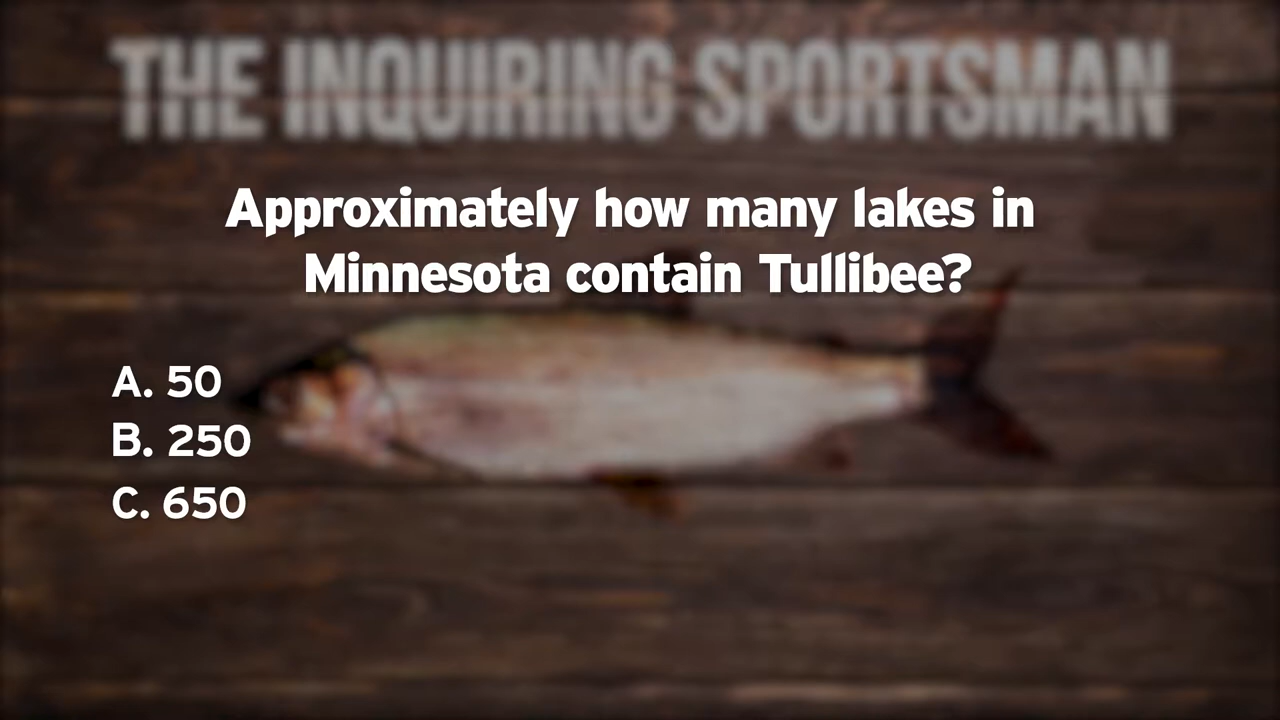 THE INQUIRING SPORTSMAN
Approximately how many lakes in
Minnesota contain Tullibee?
A. 50
B. 250
C. 650